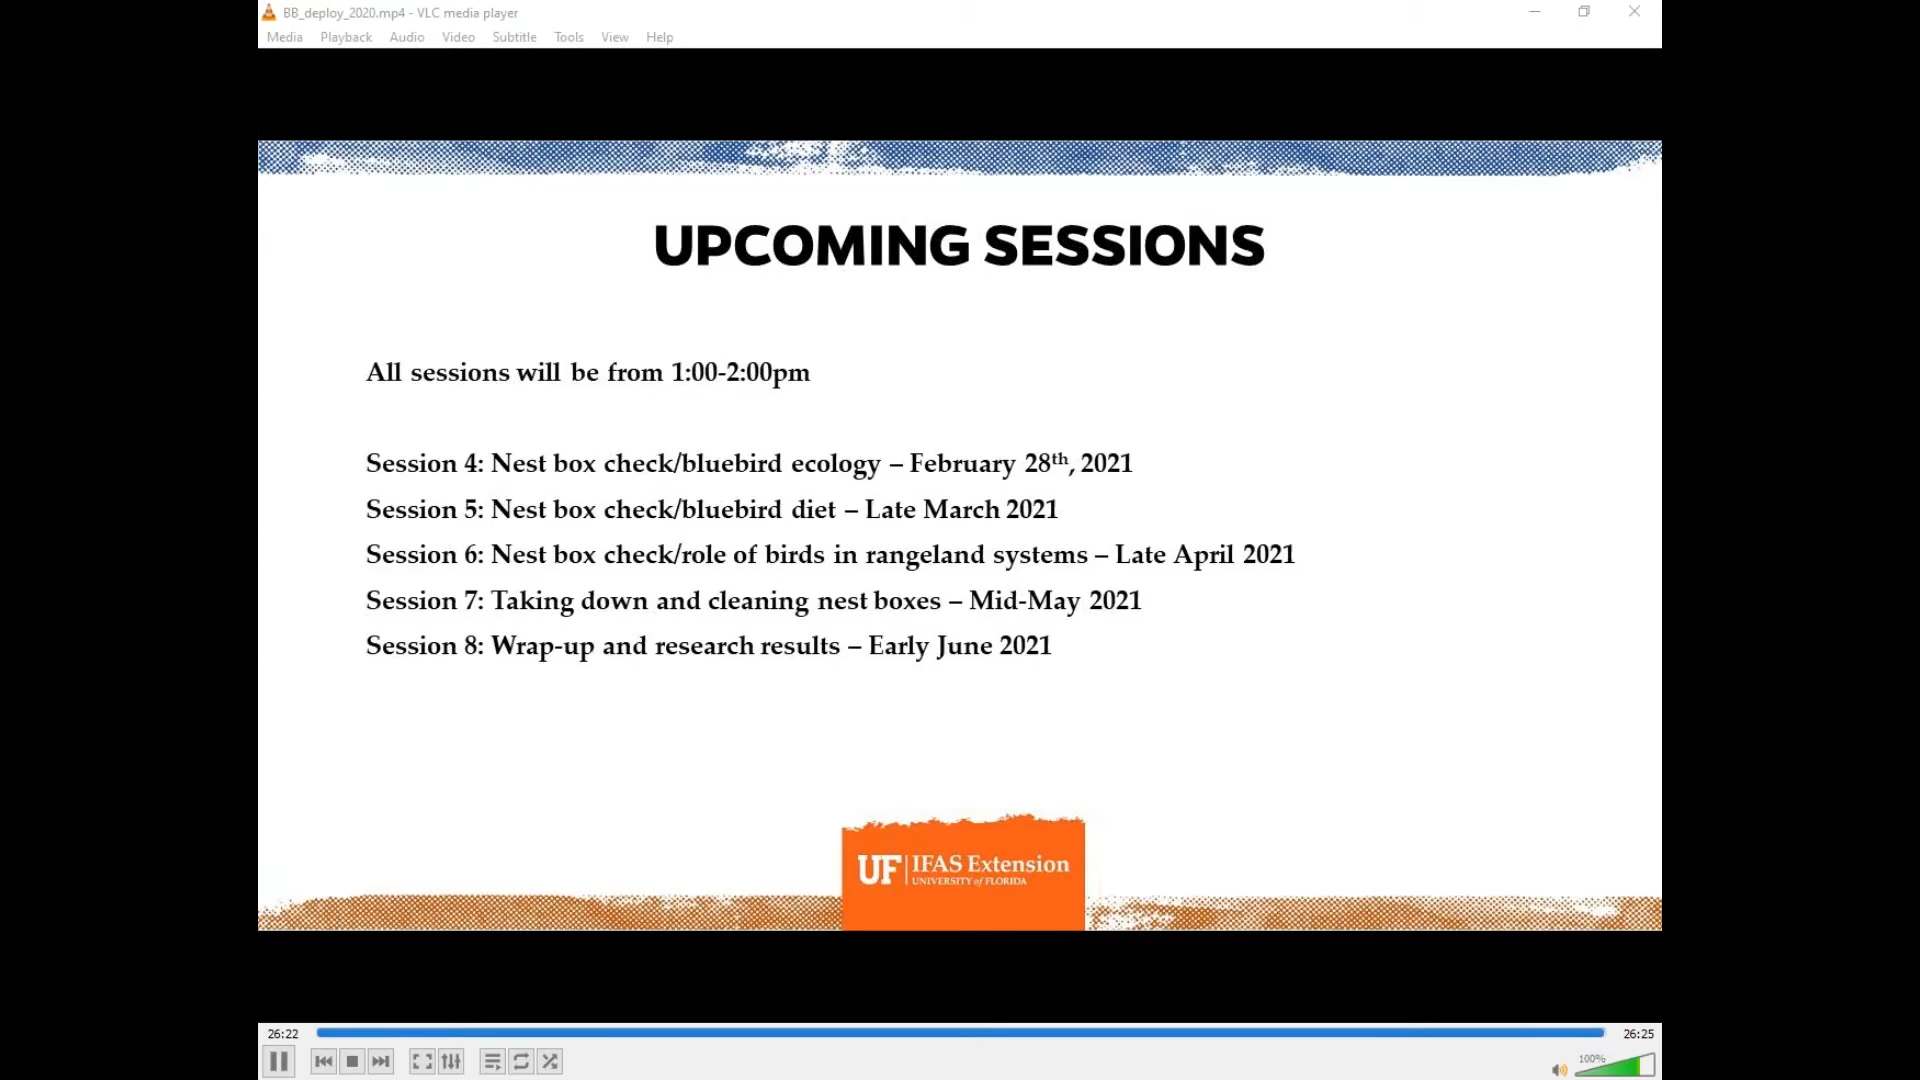 BB_deploy_2020.mp4 - VLC media player
Media Playback Audio Video Subtitle Tools View Help
UPCOMING SESSIONS
All sessions will be from 1:00-2:00pm
Session 4: Nest box check/bluebird ecology – February 28th, 2021
Session 5: Nest box check/bluebird diet – Late March 2021
Session 6: Nest box check/role of birds in rangeland systems – Late April 2021
Session 7: Taking down and cleaning nest boxes – Mid-May 2021
Session 8: Wrap-up and research results – Early June 2021
UF IFAS Extension
UNIVERSITY of FLORIDA
26:22 26:25
100%